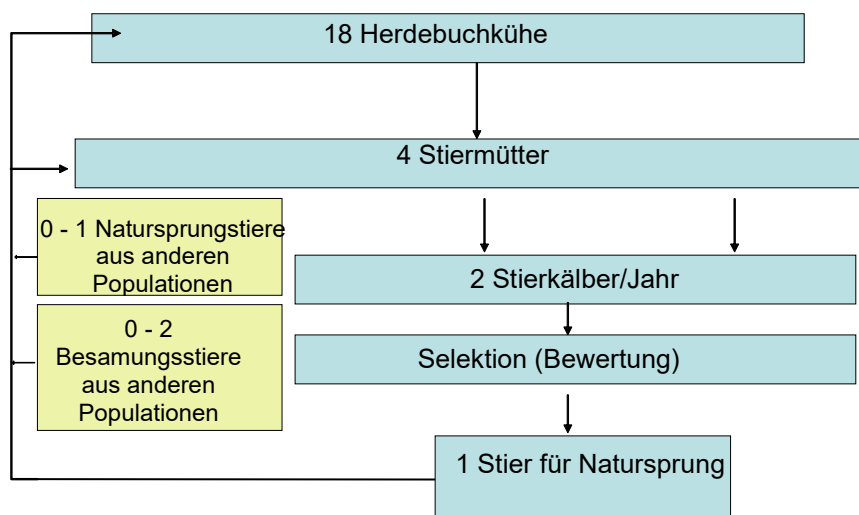 18 Herdebuchkühe
4 Stiermütter
0 - 1 Natursprungstiere
aus anderen
Populationen
2 Stierkälber/Jahr
0 - 2
Besamungsstiere
aus anderen
Populationen
Selektion (Bewertung)
1 Stier für Natursprung